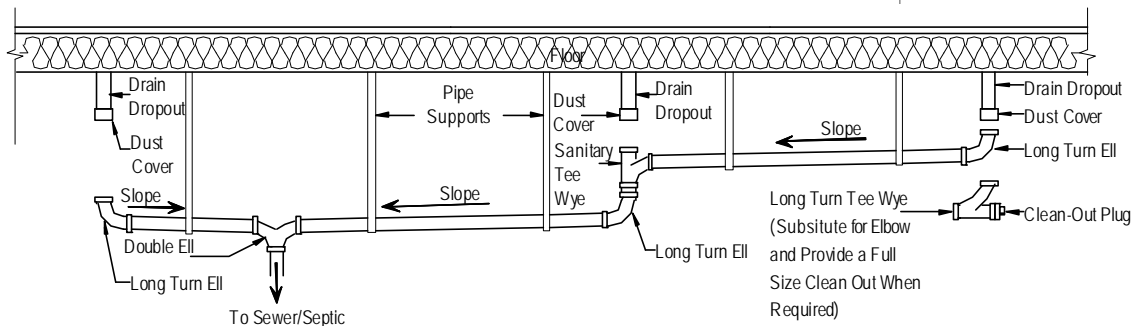 Floor
Drain
Dropout
Dust
Cover
Pipe
Supports
Dust
Cover
Drain
Dropout
Sanitary
Tee
Wye
Slope
Drain Dropout
Dust Cover
Long Turn Ell
Slope
Slope
Double Ell
Long Turn Ell
To Sewer/Septic
Long Turn Ell
Long Turn Tee Wye
(Subsitute for Elbow
and Provide a Full
Size Clean Out When
Required)
Clean-Out Plug